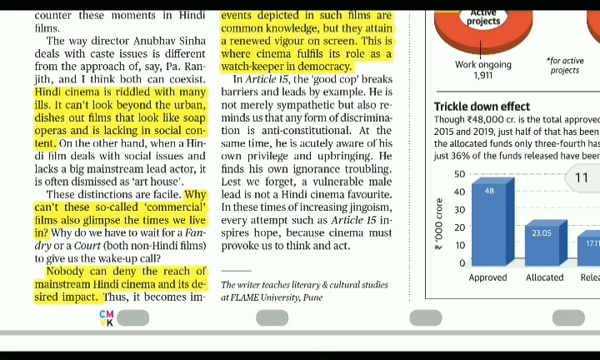 counter these moments in Hindi
films.
The way director Anubhav Sinha
deals with caste issues is different
from the approach of, say, Pa. Ran-
jith, and I think both can coexist.
Hindi cinema is riddled with many
ills. It can't look beyond the urban,
dishes out films that look like soap
operas and is lacking in social con-
tent. On the other hand, when a Hin-
di film deals with social issues and
lacks a big mainstream lead actor, it
is often dismissed as 'art house'.
These distinctions are facile. Why
can't these so-called 'commercial'
films also glimpse the times we live
in? Why do we have to wait for a Fan-
dry or a Court (both non-Hindi films)
to give us the wake-up call?
Nobody can deny the reach of
mainstream Hindi cinema and its de-
sired impact. Thus, it becomes im-
events depicted in such films are
common knowledge, but they attain
a renewed vigour on screen. This is
where cinema fulfils its role as a
watch-keeper in democracy.
In Article 15, the 'good cop' breaks
barriers and leads by example. He is
not merely sympathetic but also re-
minds us that any form of discrimina-
tion is anti-constitutional. At the
same time, he is acutely aware of his
own privilege and upbringing. He
finds his own ignorance troubling.
Lest we forget, a vulnerable male
lead is not a Hindi cinema favourite.
In these times of increasing jingoism,
every attempt such as Article 15 in-
spires hope, because cinema must
provoke us to think and act.
The writer teaches literary & cultural studies
at FLAME University, Pune
Active
projects
Work ongoing
1,911
*for active
projects
Trickle down effect
Though ₹48,000 cr. is the total approved
2015 and 2019, just half of that has been
the allocated funds only three-fourth has
just 36% of the funds released have been
11
₹ '000 crore
50
40
30
20
10
0
48
23.05
17.11
Approved
Allocated
Relea
CM
YK